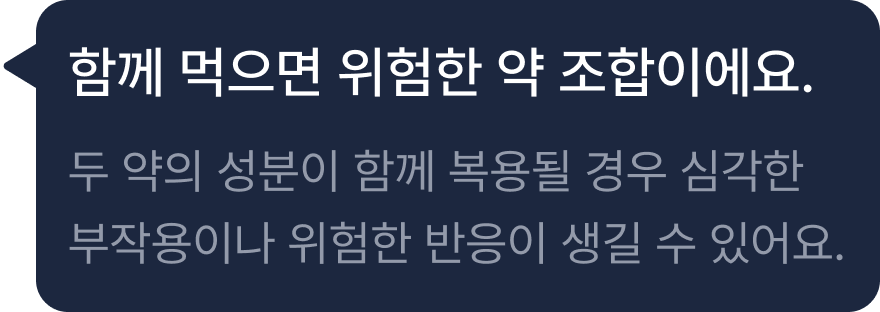 함께 먹으면 위험한 약 조합이에요.
두 약의 성분이 함께 복용될 경우 심각한
부작용이나 위험한 반응이 생길 수 있어요.